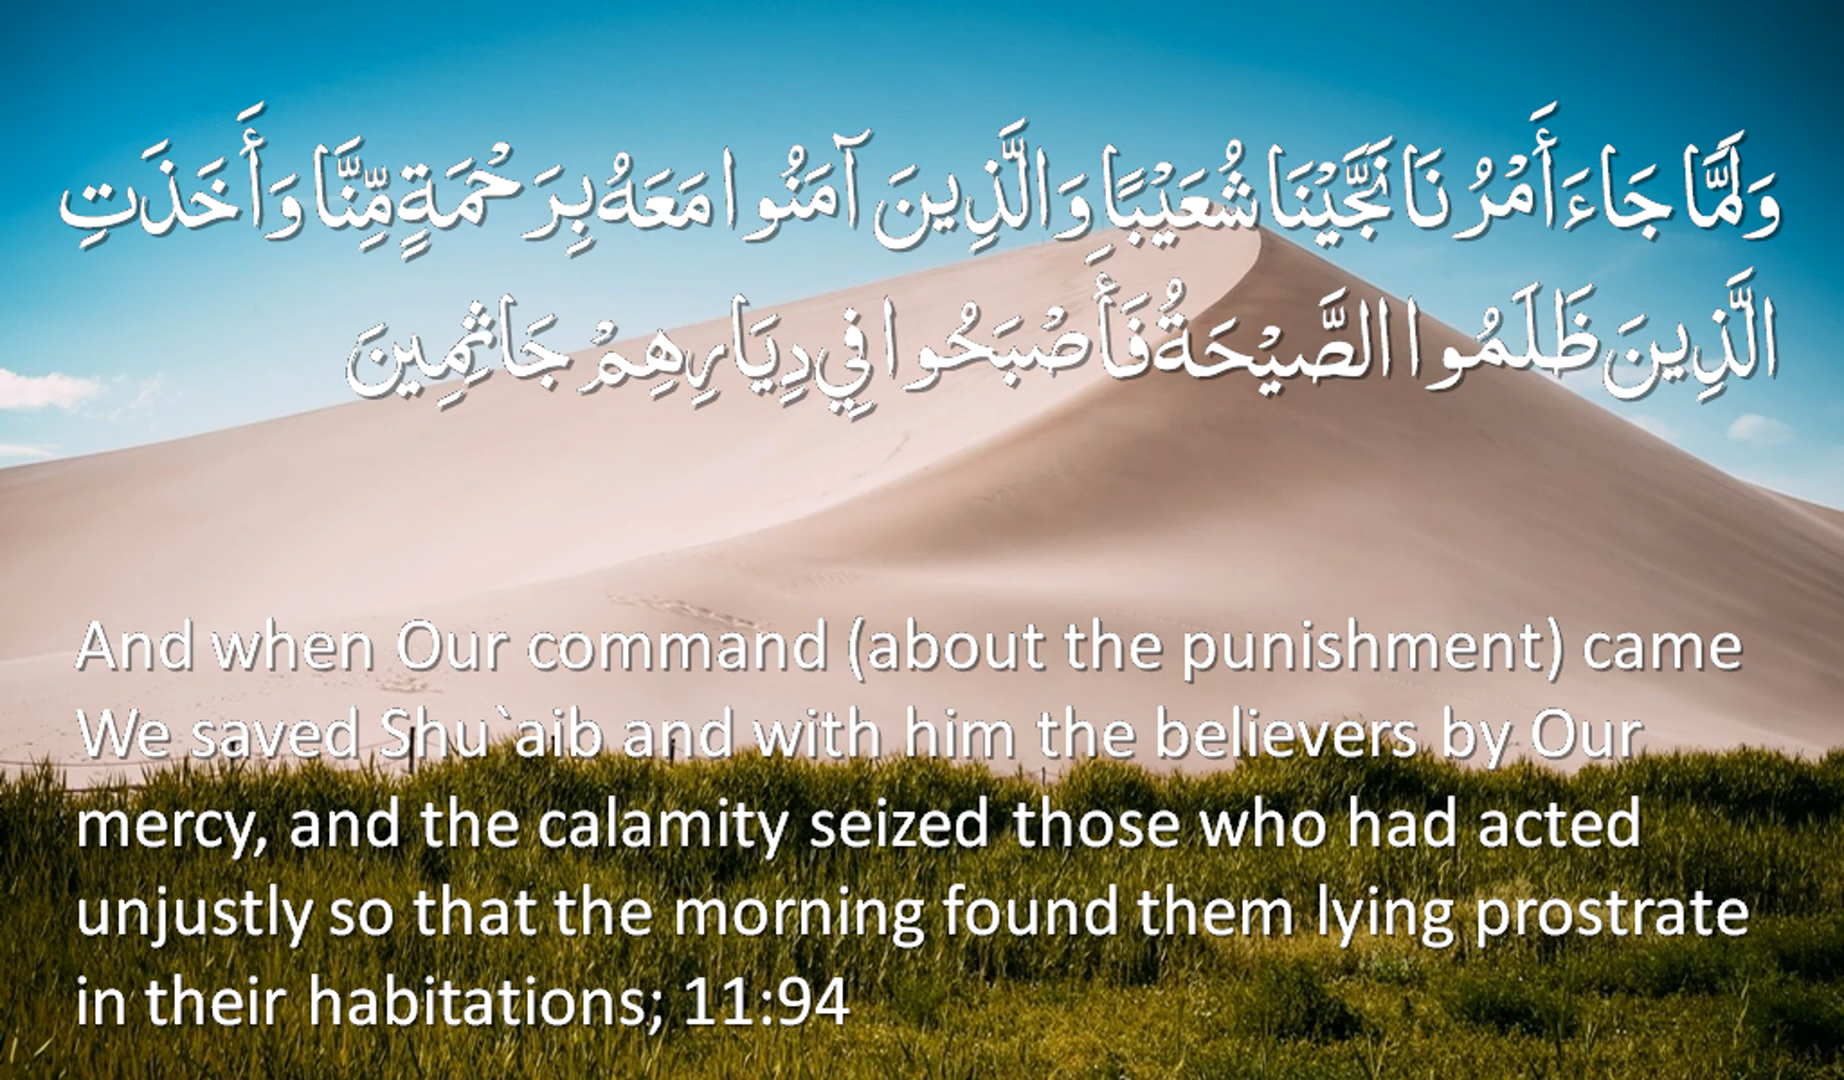 وَلَمَّا جَاءَ أَمْرُنَا نَجَّيْنَا شُعَيْبًا وَالَّذِينَ آمَنُوا مَعَهُ بِرَحْمَةٍ مِّنَّا وَأَخَذَتِ
الَّذِينَ ظَلَمُوا الصَّيْحَةُ فَأَصْبَحُوا فِي دِيَارِهِمْ جَاثِمِينَ
And when Our command (about the punishment) came
We saved Shu`aib and with him the believers by Our
mercy, and the calamity seized those who had acted
unjustly so that the morning found them lying prostrate
in their habitations; 11:94